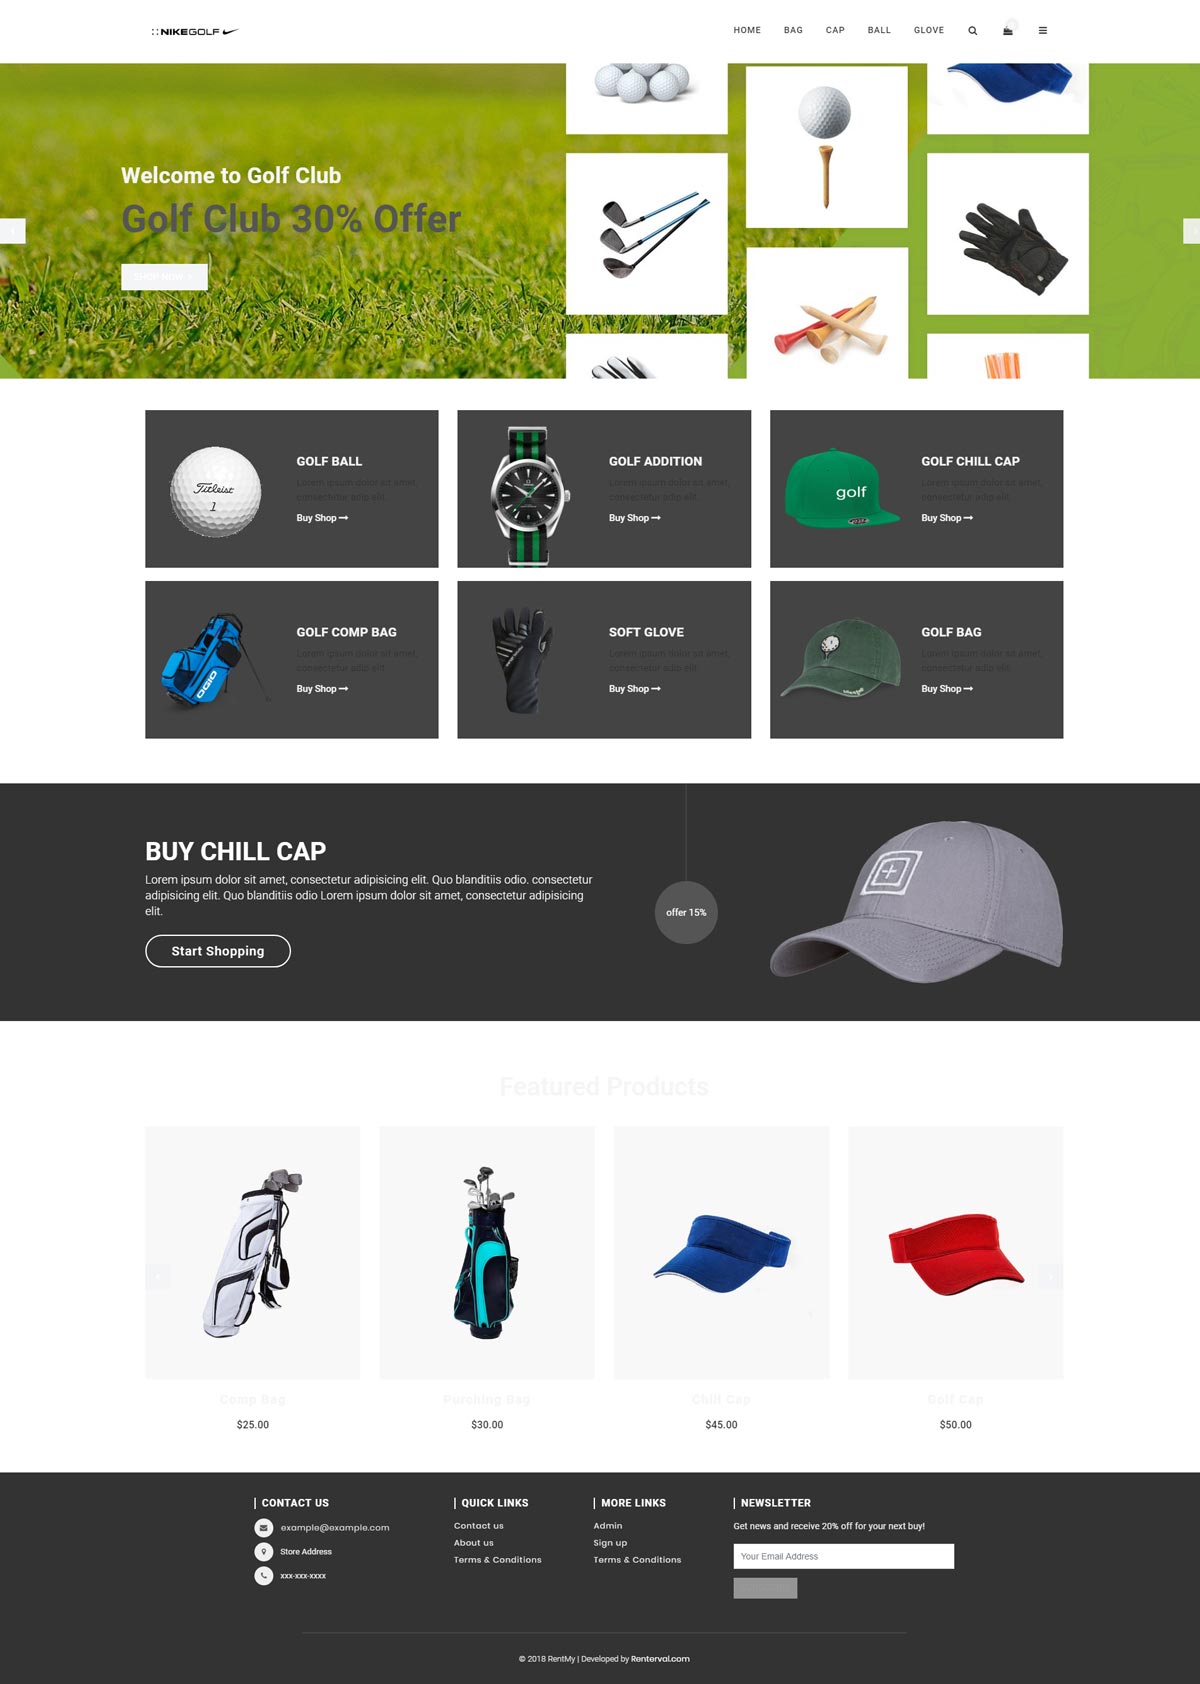 NIKEGOLF
HOME BAG CAP BALL GLOVE
Welcome to Golf Club
Golf Club 30% Offer
SHOP NOW
GOLF BALL
Lorem ipsum dolor sit amet,
consectetur adip elit.
Buy Shop
Titleist
1
GOLF ADDITION
Lorem ipsum dolor sit amet,
consectetur adip elit.
Buy Shop
GOLF CHILL CAP
Lorem ipsum dolor sit amet,
consectetur adip elit.
Buy Shop
golf
GOLF COMP BAG
Lorem ipsum dolor sit amet,
consectetur adip elit.
Buy Shop
OGIO
SOFT GLOVE
Lorem ipsum dolor sit amet,
consectetur adip elit.
Buy Shop
GOLF BAG
Lorem ipsum dolor sit amet,
consectetur adip elit.
Buy Shop
BUY CHILL CAP
Lorem ipsum dolor sit amet, consectetur adipisicing elit. Quo blanditiis odio. consectetur
adipisicing elit. Quo blanditiis odio Lorem ipsum dolor sit amet, consectetur adipisicing
elit.
Start Shopping
offer 15%
Featured Products
Comp Bag
$25.00
Purching Bag
$30.00
Chill Cap
$45.00
Golf Cap
$50.00
CONTACT US
example@example.com
Store Address
xxx-xxx-xxxx
QUICK LINKS
Contact us
About us
Terms & Conditions
MORE LINKS
Admin
Sign up
Terms & Conditions
NEWSLETTER
Get news and receive 20% off for your next buy!
Your Email Address
© 2018 RentMy | Developed by Renterval.com